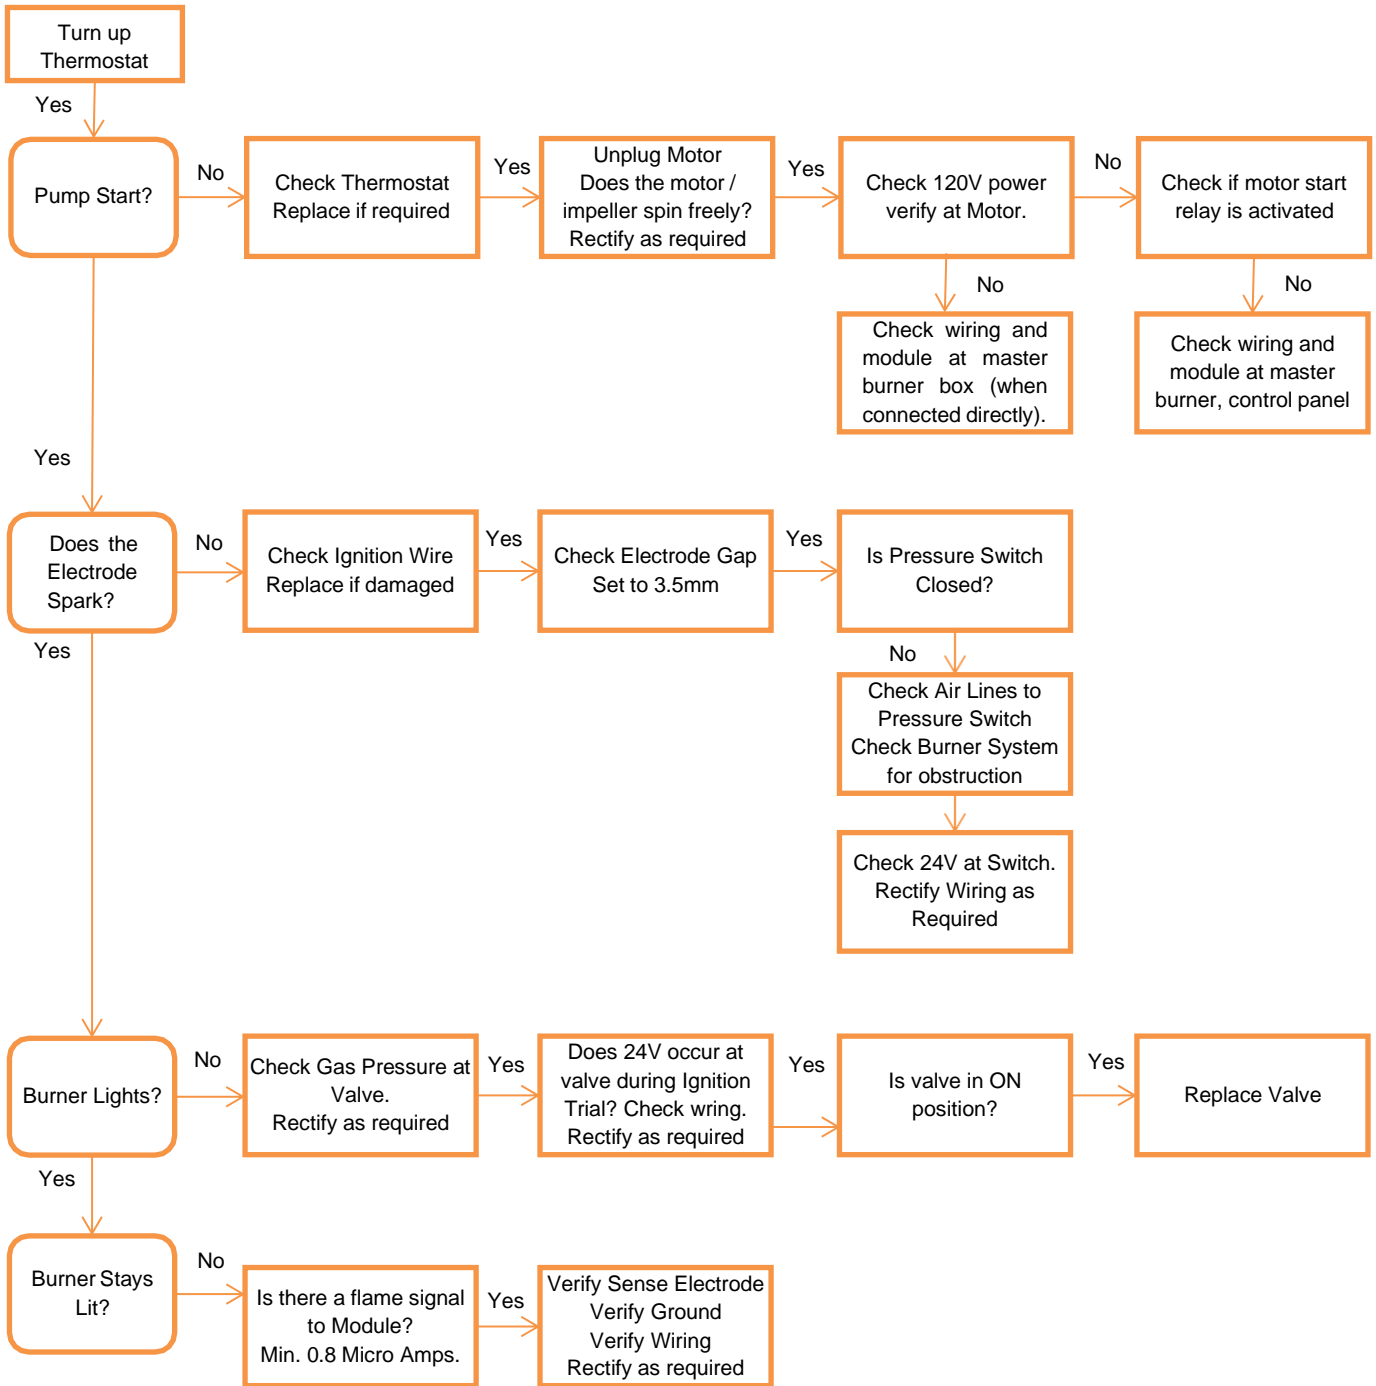 Turn up
Thermostat
Yes
Pump Start?
No
Check Thermostat
Replace if required
Yes
Unplug Motor
Does the motor /
impeller spin freely?
Rectify as required
Yes
Check 120V power
verify at Motor.
No
Check if motor start
relay is activated
No
Check wiring and
module at master
burner box (when
connected directly).
No
Check wiring and
module at master
burner, control panel
Yes
Does the
Electrode
Spark?
No
Check Ignition Wire
Replace if damaged
Yes
Check Electrode Gap
Set to 3.5mm
Yes
Is Pressure Switch
Closed?
No
Check Air Lines to
Pressure Switch
Check Burner System
for obstruction
Check 24V at Switch.
Rectify Wiring as
Required
Yes
Burner Lights?
No
Check Gas Pressure at
Valve.
Rectify as required
Yes
Does 24V occur at
valve during Ignition
Trial? Check wring.
Rectify as required
Yes
Is valve in ON
position?
Yes
Replace Valve
Yes
Burner Stays
Lit?
No
Is there a flame signal
to Module?
Min. 0.8 Micro Amps.
Yes
Verify Sense Electrode
Verify Ground
Verify Wiring
Rectify as required